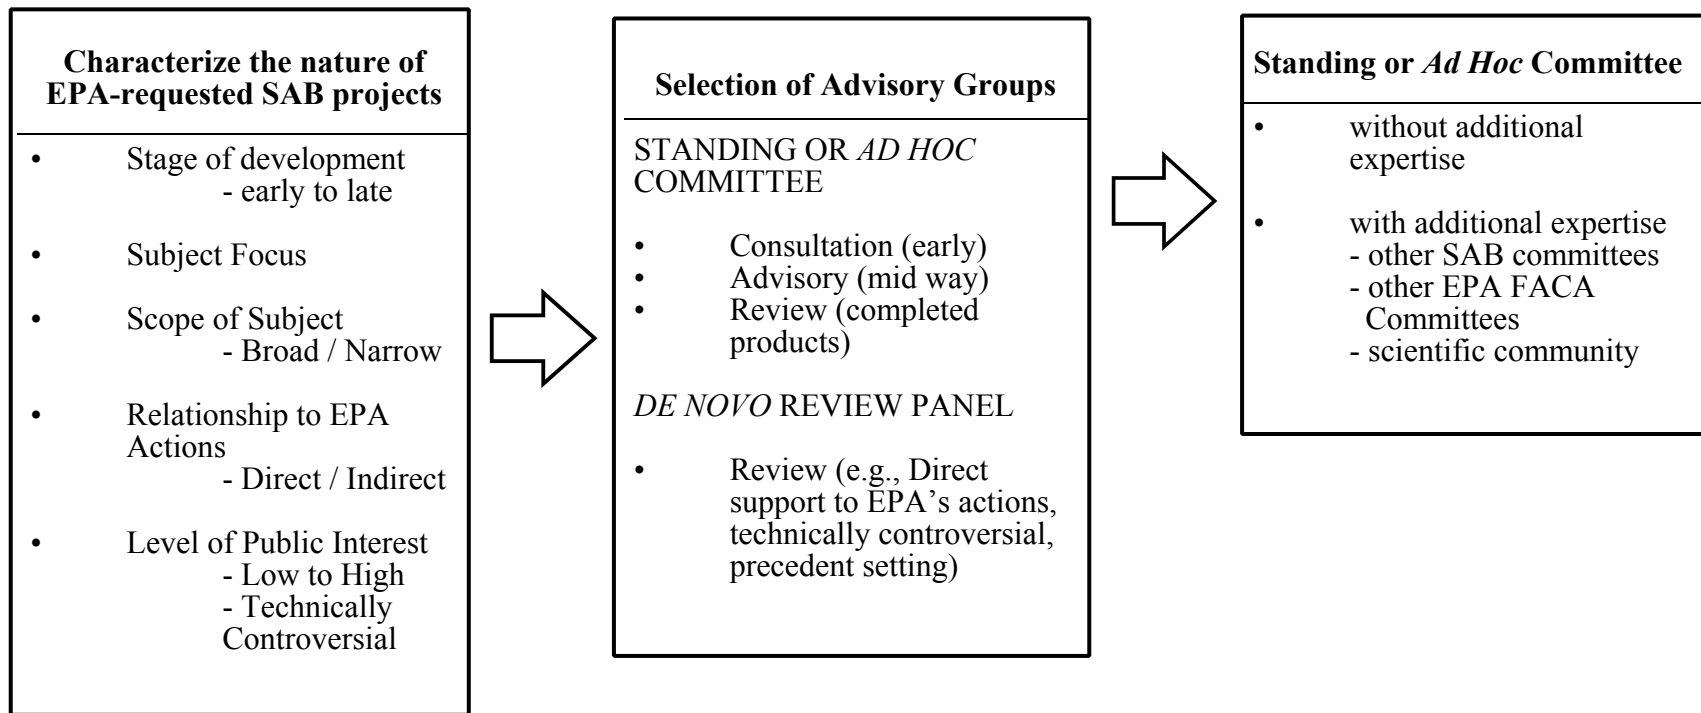 Characterize the nature of
EPA-requested SAB projects
• Stage of development
- early to late
• Subject Focus
• Scope of Subject
- Broad / Narrow
• Relationship to EPA
Actions
- Direct / Indirect
• Level of Public Interest
- Low to High
- Technically
Controversial
Selection of Advisory Groups
STANDING OR AD HOC
COMMITTEE
• Consultation (early)
• Advisory (mid way)
• Review (completed
products)
DE NOVO REVIEW PANEL
• Review (e.g., Direct
support to EPA’s actions,
technically controversial,
precedent setting)
Standing or Ad Hoc Committee
• without additional
expertise
• with additional expertise
- other SAB committees
- other EPA FACA
Committees
- scientific community